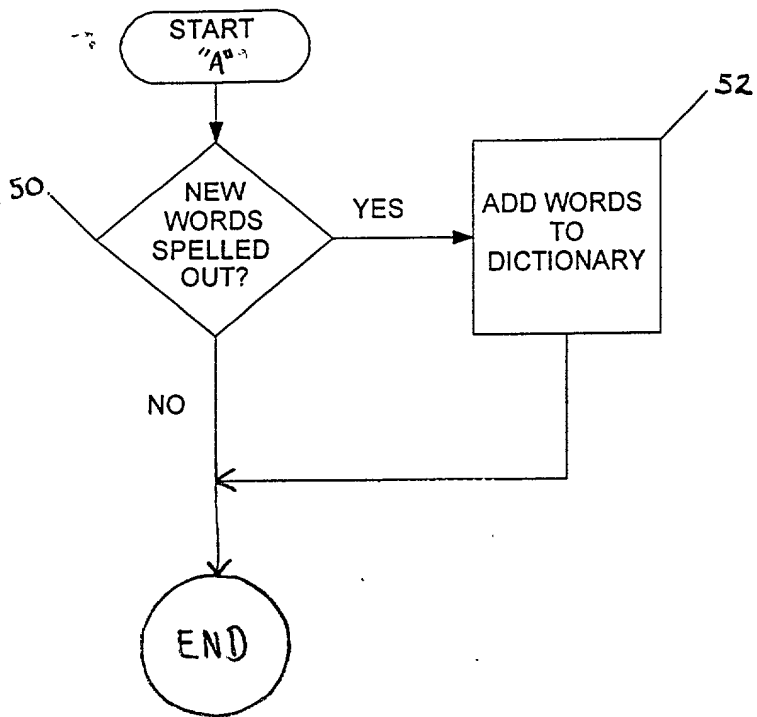 START
"A"
52
50
NEW
WORDS
SPELLED
OUT?
YES
ADD WORDS
TO
DICTIONARY
NO
END